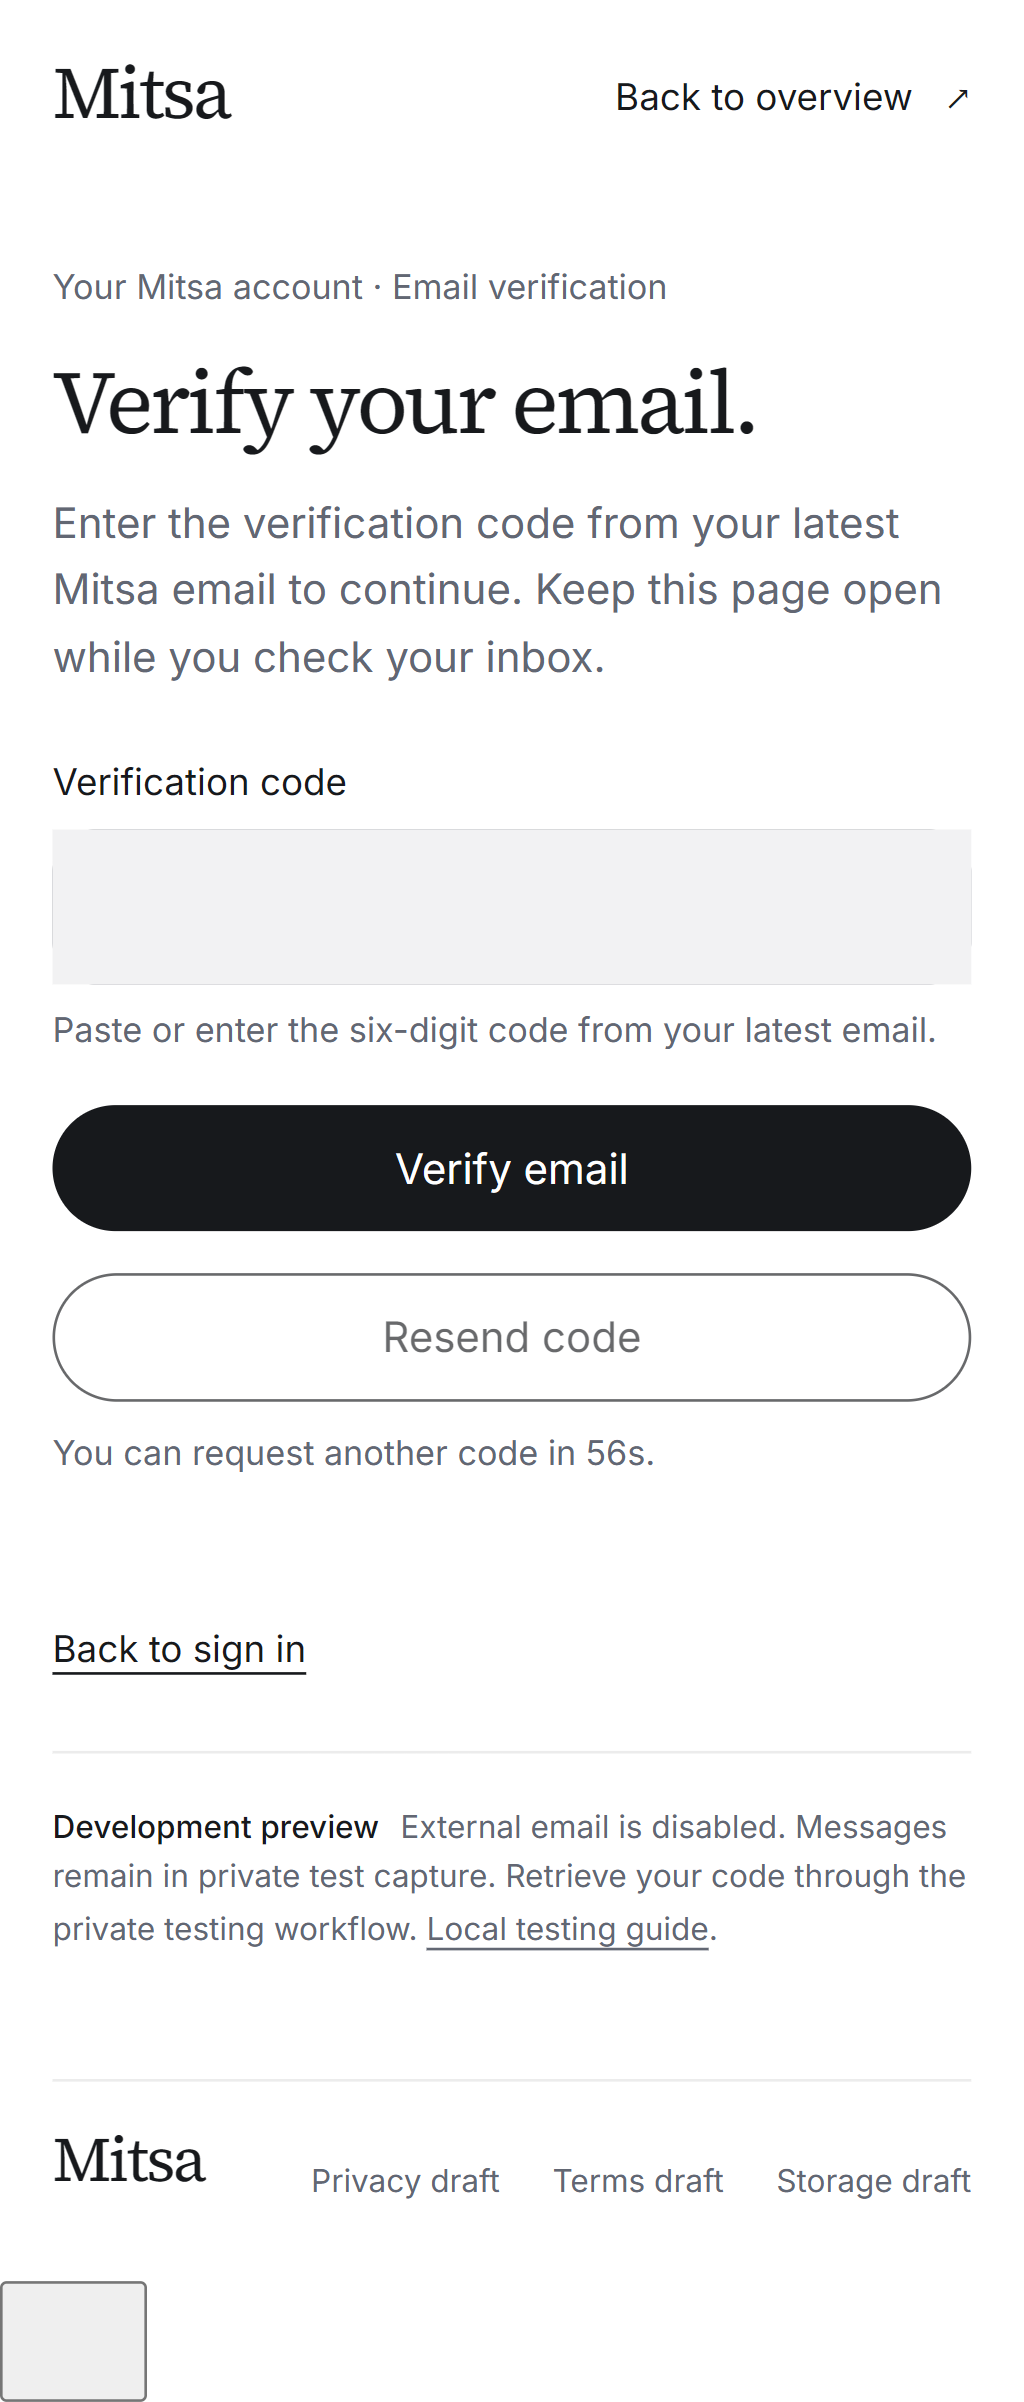 Mitsa
Back to overview ↗
Your Mitsa account · Email verification
Verify your email.
Enter the verification code from your latest
Mitsa email to continue. Keep this page open
while you check your inbox.
Verification code
Paste or enter the six-digit code from your latest email.
Verify email
Resend code
You can request another code in 56s.
Back to sign in
Development preview External email is disabled. Messages
remain in private test capture. Retrieve your code through the
private testing workflow. Local testing guide.
Mitsa
Privacy draft Terms draft Storage draft